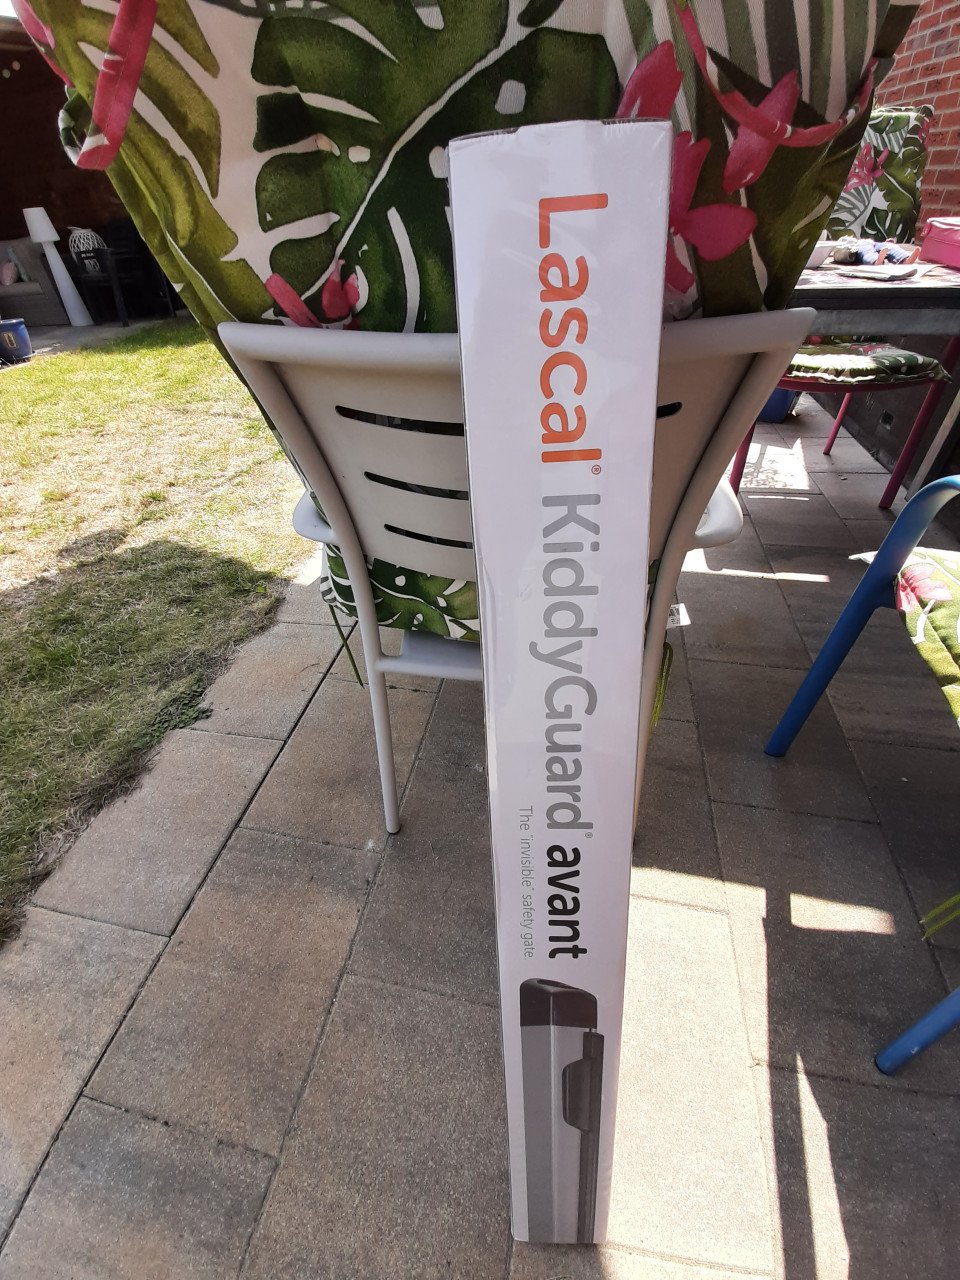 Lascal® KiddyGuard® avant
The "invisible" safety gate.